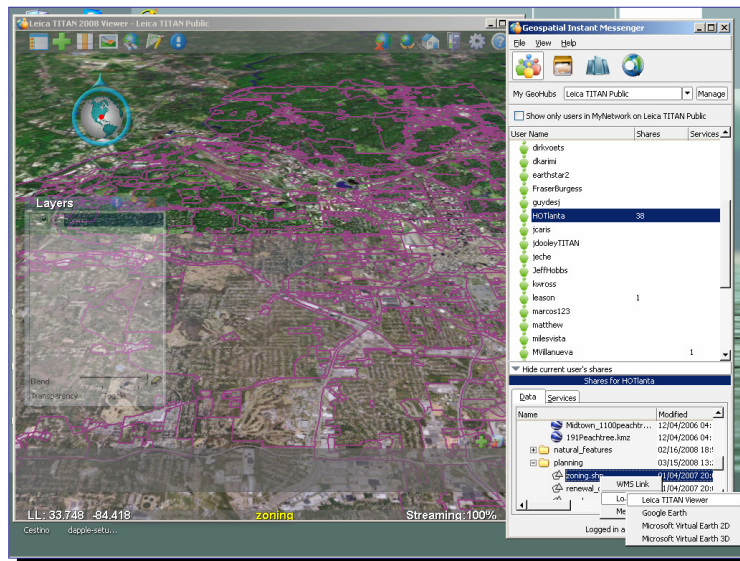 Leica TITAN 2008 Viewer - Leica TITAN Public
Layers
zoning
Blend
Transparency
LL: 33.748 -84.418
zoning
Streaming:100%
Cestino
dapple-setu...
Geospatial Instant Messenger
File View Help
My GeoHubs
Leica TITAN Public
Manage
Show only users in MyNetwork on Leica TITAN Public
User Name Shares Services
dirkvoets
dkarimi
earthstar2
FraserBurgess
guydesj
HOTlanta 38
jcaris
jdooleyTITAN
jeche
JeffHobbs
kwross
leason 1
marcos123
matthew
milesvista
MVillanueva 1
Hide current user's shares
Shares for HOTlanta
Data Services
Name Modified
Midtown_1100peachtr... 12/04/2006 04:
191Peachtree.kmz 12/04/2006 04:
natural_features 02/16/2008 18:
planning 03/15/2008 13:
zoning.shp 01/04/2007 20:
WMS Link
Lo
Leica TITAN Viewer
Me
Google Earth
Microsoft Virtual Earth 2D
Microsoft Virtual Earth 3D
Logged in a